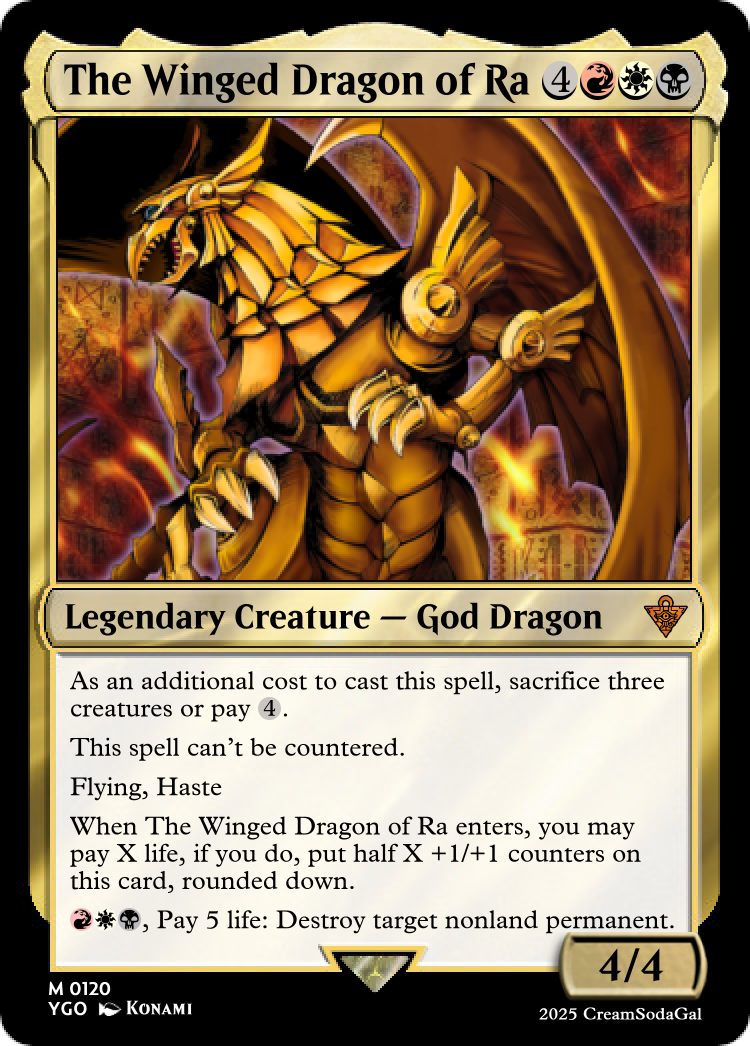 The Winged Dragon of Ra 4
Legendary Creature — God Dragon
As an additional cost to cast this spell, sacrifice three
creatures or pay 4.
This spell can't be countered.
Flying, Haste
When The Winged Dragon of Ra enters, you may
pay X life, if you do, put half X +1/+1 counters on
this card, rounded down.
, Pay 5 life: Destroy target nonland permanent.
4/4
M 0120
YGO KONAMI
2025 CreamSodaGal